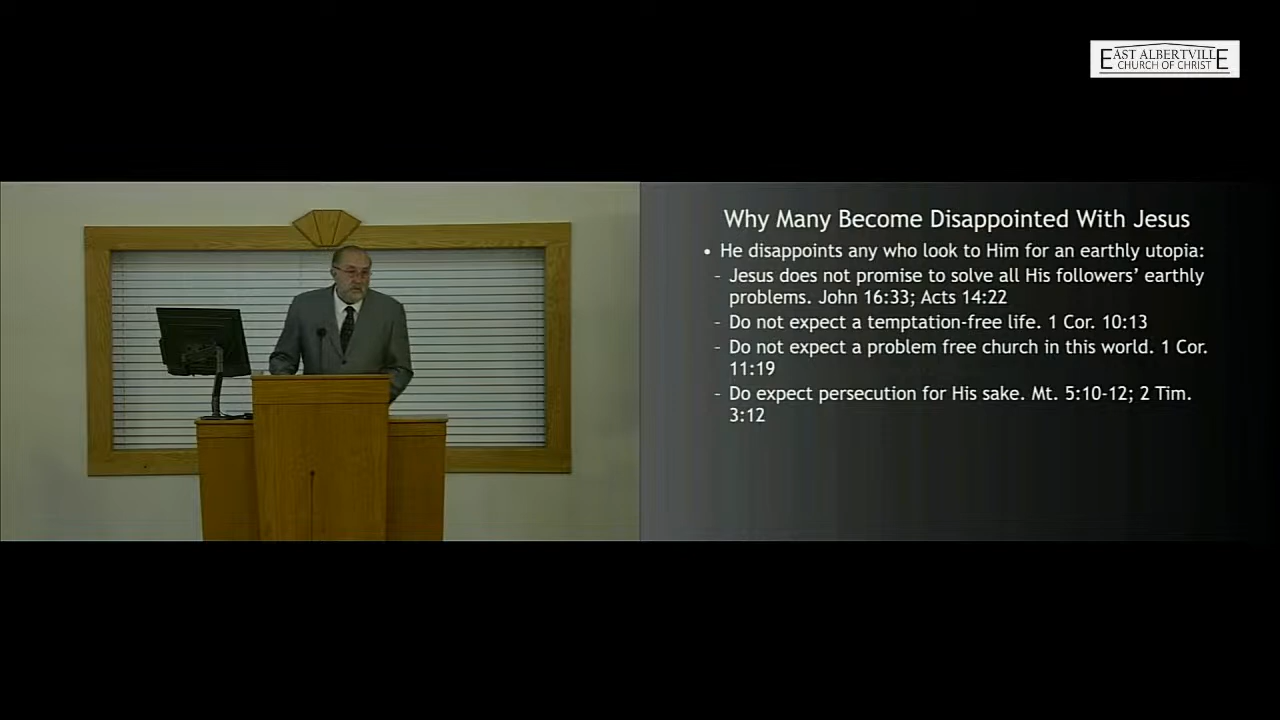 EAST ALBERTVILLE
CHURCH OF CHRIST
Why Many Become Disappointed With Jesus
• He disappoints any who look to Him for an earthly utopia:
- Jesus does not promise to solve all His followers’ earthly
problems. John 16:33; Acts 14:22
- Do not expect a temptation-free life. 1 Cor. 10:13
- Do not expect a problem free church in this world. 1 Cor.
11:19
- Do expect persecution for His sake. Mt. 5:10-12; 2 Tim.
3:12